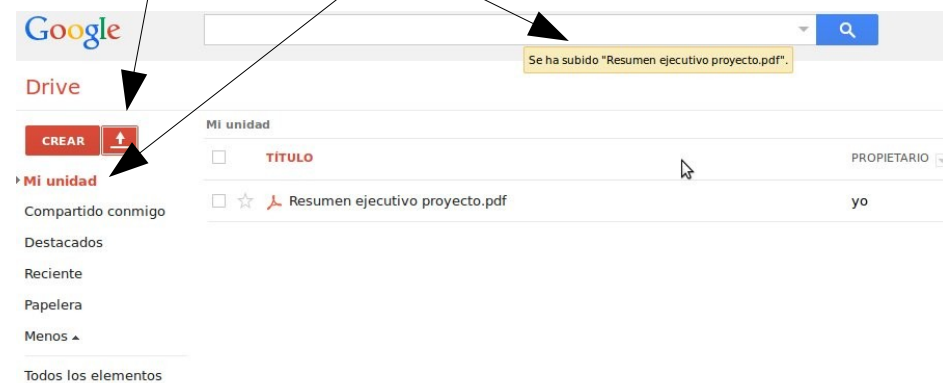 Google
Se ha subido "Resumen ejecutivo proyecto.pdf".
Drive
CREAR
Mi unidad
TÍTULO PROPIETARIO
Mi unidad
Resumen ejecutivo proyecto.pdf yo
Compartido conmigo
Destacados
Reciente
Papelera
Menos
Todos los elementos